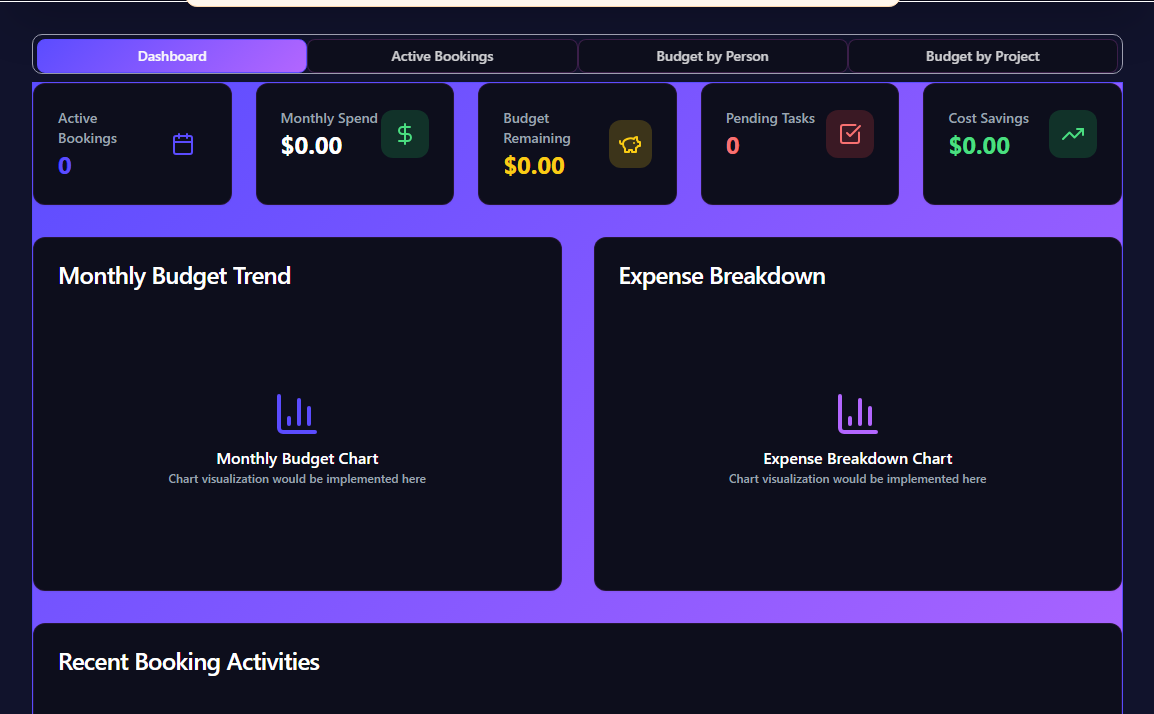 Dashboard
Active Bookings
Budget by Person
Budget by Project
Active
Bookings
0
Monthly Spend
$0.00
Budget
Remaining
$0.00
Pending Tasks
0
Cost Savings
$0.00
Monthly Budget Trend
Monthly Budget Chart
Chart visualization would be implemented here
Expense Breakdown
Expense Breakdown Chart
Chart visualization would be implemented here
Recent Booking Activities